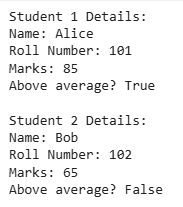 Student 1 Details:
Name: Alice
Roll Number: 101
Marks: 85
Above average? True

Student 2 Details:
Name: Bob
Roll Number: 102
Marks: 65
Above average? False